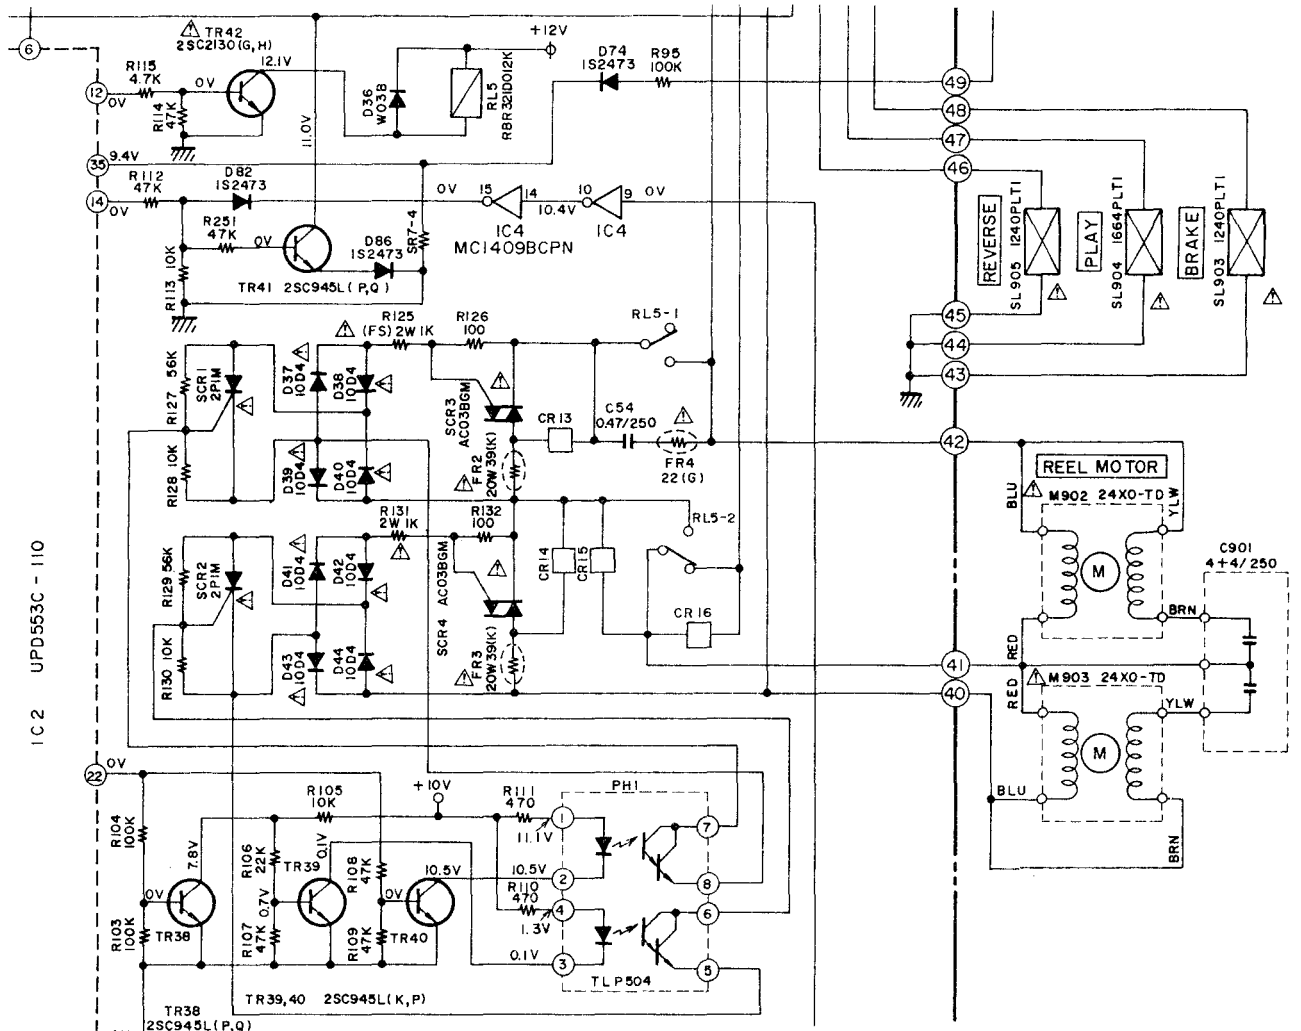 6
TR42
2SC2130(G,H)
12.1V
R115
4.7K
12
0V
0V
R114
47K
11.0V
D36
W03B
+12V
RL5
RBR321D012K
D74
1S2473
R95
100K
49
48
47
46
35
9.4V
R112
47K
14
0V
D82
1S2473
R251
47K
0V
D86
1S2473
R113 10K
TR41 2SC945L(P,Q)
SR7-4
0V
15
14
10.4V
10
9
0V
IC4
MC1409BCPN
IC4
REVERSE
SL905 1240PLT1
PLAY
SL904 1664PLT1
BRAKE
SL903 1240PLT1
45
44
43
R125
(FS) 2W 1K
R126
100
RL5-1
R127 56K
SCR1
2P1M
D37
10D4
D38
10D4
SCR3
AC03BGM
CR13
C54
0.47/250
FR4
22(G)
42
R128 10K
D39
10D4
D40
10D4
FR2
20W39(K)
REEL MOTOR
BLU
M902 24X0-TD
YLW
R131
2W 1K
R132
100
RL5-2
R129 56K
SCR2
2P1M
D41
10D4
D42
10D4
SCR4 AC03BGM
CR14
CR15
CR16
M
C901
4+4/250
BRN
RED
R130 10K
D43
10D4
D44
10D4
FR3
20W39(K)
41
40
RED
M903 24X0-TD
YLW
M
BLU
BRN
IC2 UPD553C-110
22
0V
R104
100K
7.8V
R105
10K
+10V
R111
470
11.1V
PH1
1
7
R106
22K
TR39
0.1V
R108
47K
10.5V
10.5V
2
8
R110
470
1.3V
4
6
0V
TR38
R103
100K
0.7V
R107
47K
0V
R109
47K
TR40
0.1V
3
5
TLP504
TR39,40 2SC945L(K,P)
TR38
2SC945L(P,Q)